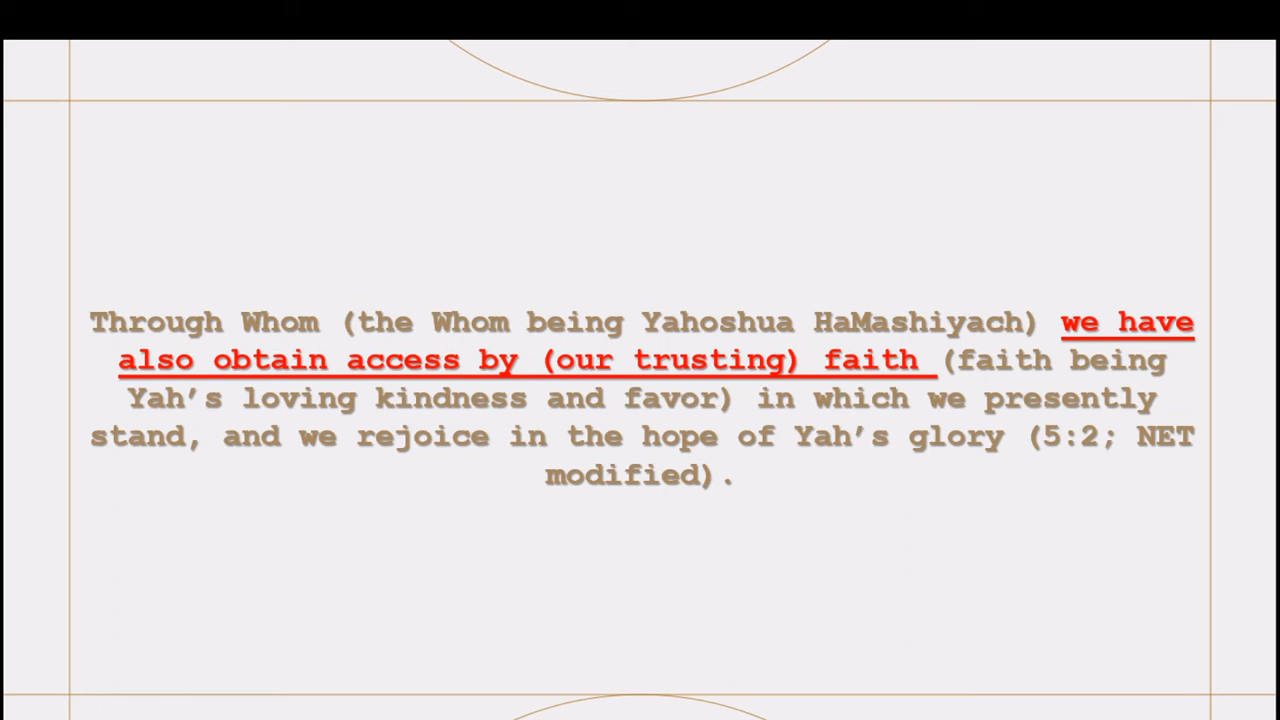 Through Whom (the Whom being Yahoshua HaMashiyach) we have
also obtain access by (our trusting) faith (faith being
Yah’s loving kindness and favor) in which we presently
stand, and we rejoice in the hope of Yah’s glory (5:2; NET
modified).